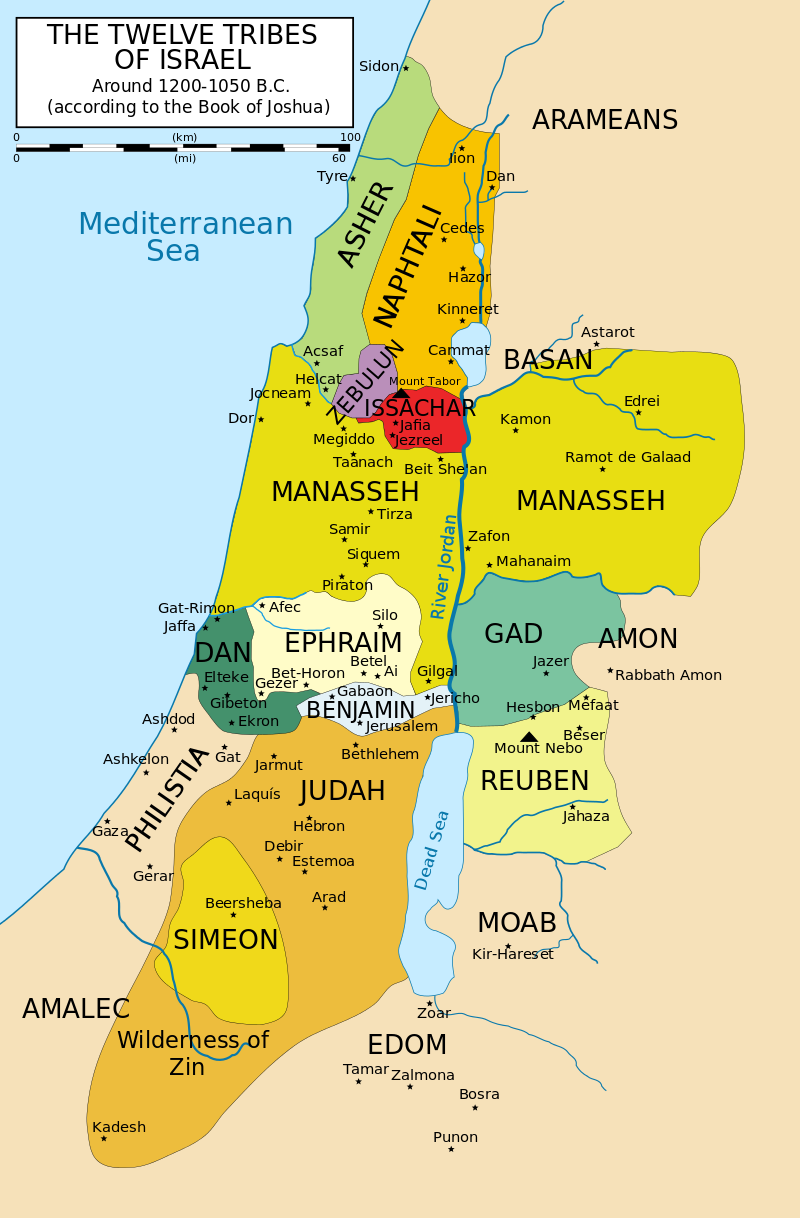 THE TWELVE TRIBES
OF ISRAEL
Around 1200-1050 B.C.
(according to the Book of Joshua)
0 (km) 100
0 (mi) 60
Sidon
ARAMEANS
Iion
Tyre
Dan
ASHER
Mediterranean
Sea
NAPHTALI
Cedes
Hazor
Kinneret
Astarot
Acsaf
Cammat
BASAN
ZEBULUN
Helcat
Mount Tabor
Jocneam
ISSACHAR
Edrei
Dor
Jafia
Kamon
Megiddo
Jezreel
Taanach
Beit She'an
Ramot de Galaad
MANASSEH
MANASSEH
Tirza
Samir
River Jordan
Zafon
Siquem
Mahanaim
Piraton
Gat-Rimon
Afec
Jaffa
Silo
GAD
AMON
DAN
EPHRAIM
Betel
Jazer
Elteke
Bet-Horon
Ai
Gilgal
Rabbath Amon
Gezer
Gabaon
Jericho
Gibeton
BENJAMIN
Hesbon
Mefaat
Ashdod
Ekron
Jerusalem
Beser
Mount Nebo
Ashkelon
Gat
Bethlehem
Jarmut
PHILISTIA
JUDAH
REUBEN
Laquís
Gaza
Hebron
Jahaza
Debir
Dead Sea
Estemoa
Gerar
Arad
Beersheba
MOAB
SIMEON
Kir-Hareset
AMALEC
Zoar
Wilderness of
Zin
EDOM
Tamar
Zalmona
Bosra
Kadesh
Punon